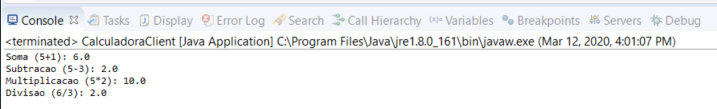 Console Tasks Display Error Log Search Call Hierarchy Variables Breakpoints Servers Debug
<terminated> CalculadoraClient [Java Application] C:\Program Files\Java\jre1.8.0_161\bin\javaw.exe (Mar 12, 2020, 4:01:07 PM)
Soma (5+1): 6.0
Subtracao (5-3): 2.0
Multiplicacao (5*2): 10.0
Divisao (6/3): 2.0